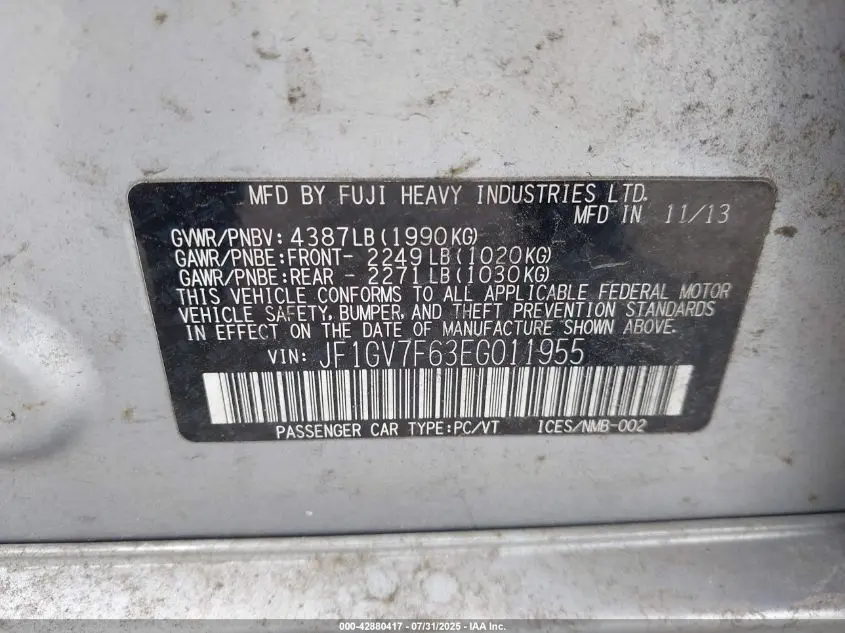 MFD BY FUJI HEAVY INDUSTRIES LTD.
MFD IN 11/13
GVWR/PNBV: 4387LB(1990KG)
GAWR/PNBE:FRONT- 2249LB(1020KG)
GAWR/PNBE:REAR - 2271LB(1030KG)
THIS VEHICLE CONFORMS TO ALL APPLICABLE FEDERAL MOTOR
VEHICLE SAFETY, BUMPER, AND THEFT PREVENTION STANDARDS
IN EFFECT ON THE DATE OF MANUFACTURE SHOWN ABOVE.
VIN: JF1GV7F63EG011955
PASSENGER CAR TYPE:PC/VT ICES/NMB-002
000-42880417 - 07/31/2025 - IAA Inc.